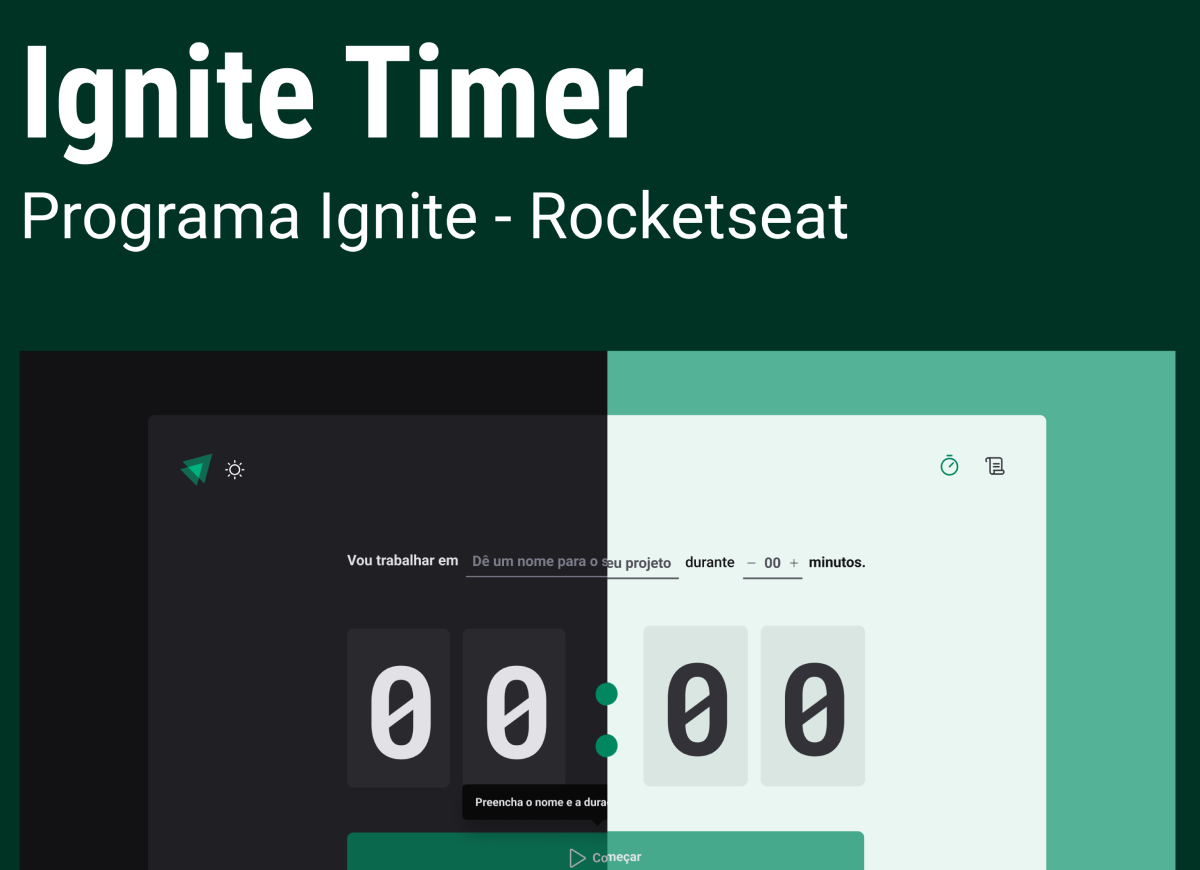 Ignite Timer
Programa Ignite - Rocketseat
Vou trabalhar em Dê um nome para o seu projeto durante − 00 + minutos.
00:00
Preencha o nome e a dura
Começar